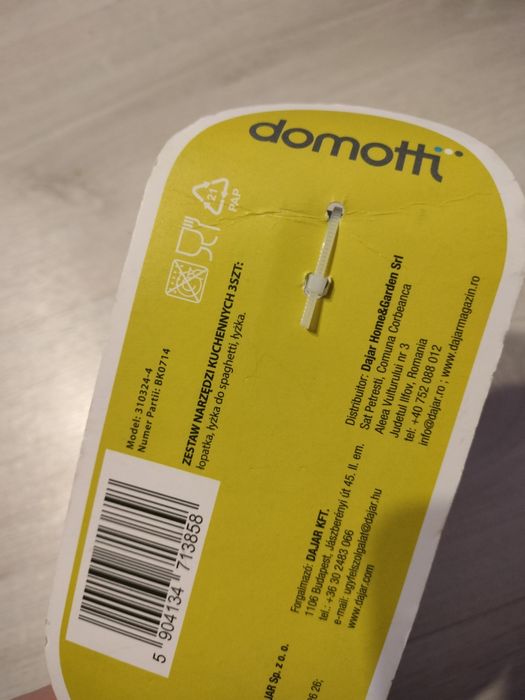 domotti
21
PAP
Model: 310324-4
Numer Partii: BK0714
ZESTAW NARZĘDZI KUCHENNYCH 3SZT:
łopatka, łyżka do spaghetti, łyżka.
5 904134 713858
Distribuitor: Dajar Home&Garden Srl
Sat Petresti, Comuna Corbeanca
Aleea Vulturului nr 3
Judetul Ilfov, Romania
tel: +40 752 088 012
info@dajar.ro ; www.dajarmagazin.ro
Forgalmazó: DAJAR KFT.
1106 Budapest, Jászberényi út 45. II. em.
tel.: +36 30 2483 066
e-mail: ugyfelszolgalat@dajar.hu
www.dajar.com
JAR Sp. z o. o.
26;